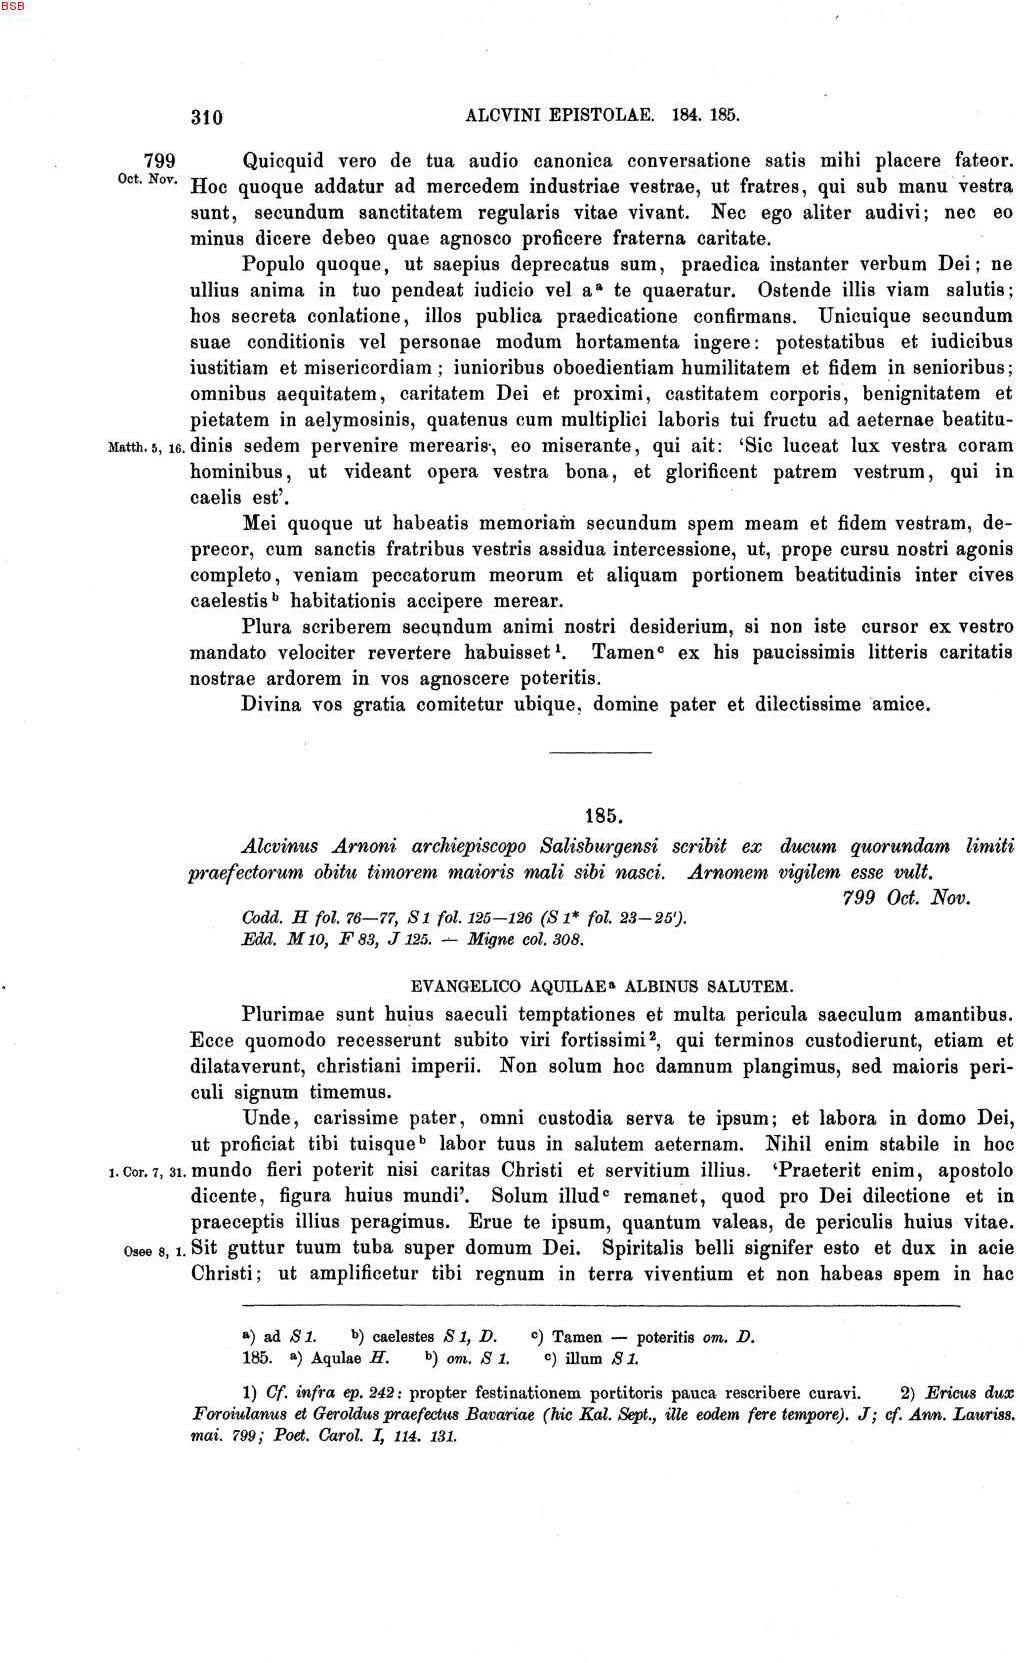 BSB
310 ALCVINI EPISTOLAE. 184. 185.
799 Quicquid vero de tua audio canonica conversatione satis mihi placere fateor.
Oct. Nov. Hoc quoque addatur ad mercedem industriae vestrae, ut fratres, qui sub manu vestra
sunt, secundum sanctitatem regularis vitae vivant. Nec ego aliter audivi; nec eo
minus dicere debeo quae agnosco proficere fraterna caritate.
Populo quoque, ut saepius deprecatus sum, praedica instanter verbum Dei; ne
ullius anima in tuo pendeat iudicio vel a ᵃ te quaeratur. Ostende illis viam salutis;
hos secreta conlatione, illos publica praedicatione confirmans. Unicuique secundum
suae conditionis vel personae modum hortamenta ingere: potestatibus et iudicibus
iustitiam et misericordiam; iunioribus oboedientiam humilitatem et fidem in senioribus;
omnibus aequitatem, caritatem Dei et proximi, castitatem corporis, benignitatem et
pietatem in aelymosinis, quatenus cum multiplici laboris tui fructu ad aeternae beatitu-
Matth. 5, 16. dinis sedem pervenire merearis, eo miserante, qui ait: ‘Sic luceat lux vestra coram
hominibus, ut videant opera vestra bona, et glorificent patrem vestrum, qui in
caelis est’.
Mei quoque ut habeatis memoriam secundum spem meam et fidem vestram, de-
precor, cum sanctis fratribus vestris assidua intercessione, ut, prope cursu nostri agonis
completo, veniam peccatorum meorum et aliquam portionem beatitudinis inter cives
caelestis ᵇ habitationis accipere merear.
Plura scriberem secundum animi nostri desiderium, si non iste cursor ex vestro
mandato velociter revertere habuisset ¹. Tamen ᶜ ex his paucissimis litteris caritatis
nostrae ardorem in vos agnoscere poteritis.
Divina vos gratia comitetur ubique, domine pater et dilectissime amice.
185.
Alcvinus Arnoni archiepiscopo Salisburgensi scribit ex ducum quorundam limiti
praefectorum obitu timorem maioris mali sibi nasci. Arnonem vigilem esse vult.
799 Oct. Nov.
Codd. H fol. 76—77, S 1 fol. 125—126 (S 1* fol. 23—25').
Edd. M 10, F 83, J 125. — Migne col. 308.
EVANGELICO AQUILAE ᵃ ALBINUS SALUTEM.
Plurimae sunt huius saeculi temptationes et multa pericula saeculum amantibus.
Ecce quomodo recesserunt subito viri fortissimi ², qui terminos custodierunt, etiam et
dilataverunt, christiani imperii. Non solum hoc damnum plangimus, sed maioris peri-
culi signum timemus.
Unde, carissime pater, omni custodia serva te ipsum; et labora in domo Dei,
ut proficiat tibi tuisque ᵇ labor tuus in salutem aeternam. Nihil enim stabile in hoc
1. Cor. 7, 31. mundo fieri poterit nisi caritas Christi et servitium illius. ‘Praeterit enim, apostolo
dicente, figura huius mundi’. Solum illud ᶜ remanet, quod pro Dei dilectione et in
praeceptis illius peragimus. Erue te ipsum, quantum valeas, de periculis huius vitae.
Osee 8, 1. Sit guttur tuum tuba super domum Dei. Spiritalis belli signifer esto et dux in acie
Christi; ut amplificetur tibi regnum in terra viventium et non habeas spem in hac
ᵃ) ad S 1. ᵇ) caelestes S 1, D. ᶜ) Tamen — poteritis om. D.
185. ᵃ) Aqulae H. ᵇ) om. S 1. ᶜ) illum S 1.
1) Cf. infra ep. 242: propter festinationem portitoris pauca rescribere curavi. 2) Ericus dux
Foroiulanus et Geroldus praefectus Bavariae (hic Kal. Sept., ille eodem fere tempore). J; cf. Ann. Lauriss.
mai. 799; Poet. Carol. I, 114. 131.